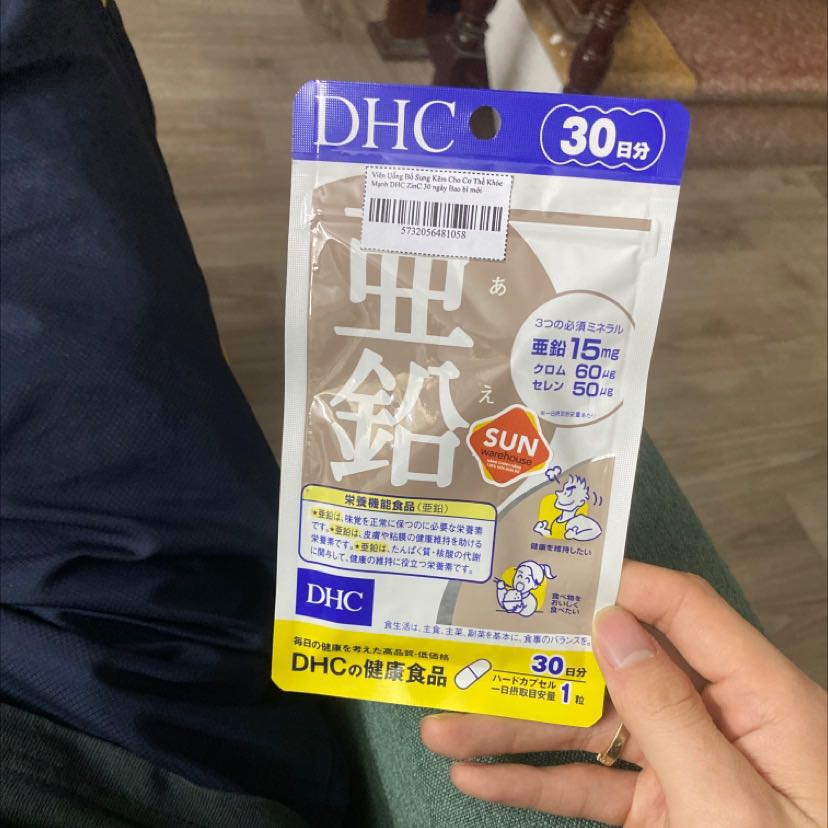 DHC
30日分
Viên Uống Bổ Sung Kẽm Cho Cơ Thể Khỏe
Mạnh DHC ZinC 30 ngày Bao bì mới
5732056481058
亜鉛
あえ
3つの必須ミネラル
亜鉛 15mg
クロム 60μg
セレン 50μg
※一日摂取目安量あたり
SUN
warehouse
栄養機能食品(亜鉛)
★亜鉛は、味覚を正常に保つのに必要な栄養素
です。★亜鉛は、皮膚や粘膜の健康維持を助ける
栄養素です。★亜鉛は、たんぱく質・核酸の代謝
に関与して、健康の維持に役立つ栄養素です。
健康を維持したい
食べ物を
おいしく
食べたい
DHC
食生活は、主食、主菜、副菜を基本に、食事のバランスを。
毎日の健康を考えた高品質・低価格
DHCの健康食品
30日分
ハードカプセル
一日摂取目安量 1粒